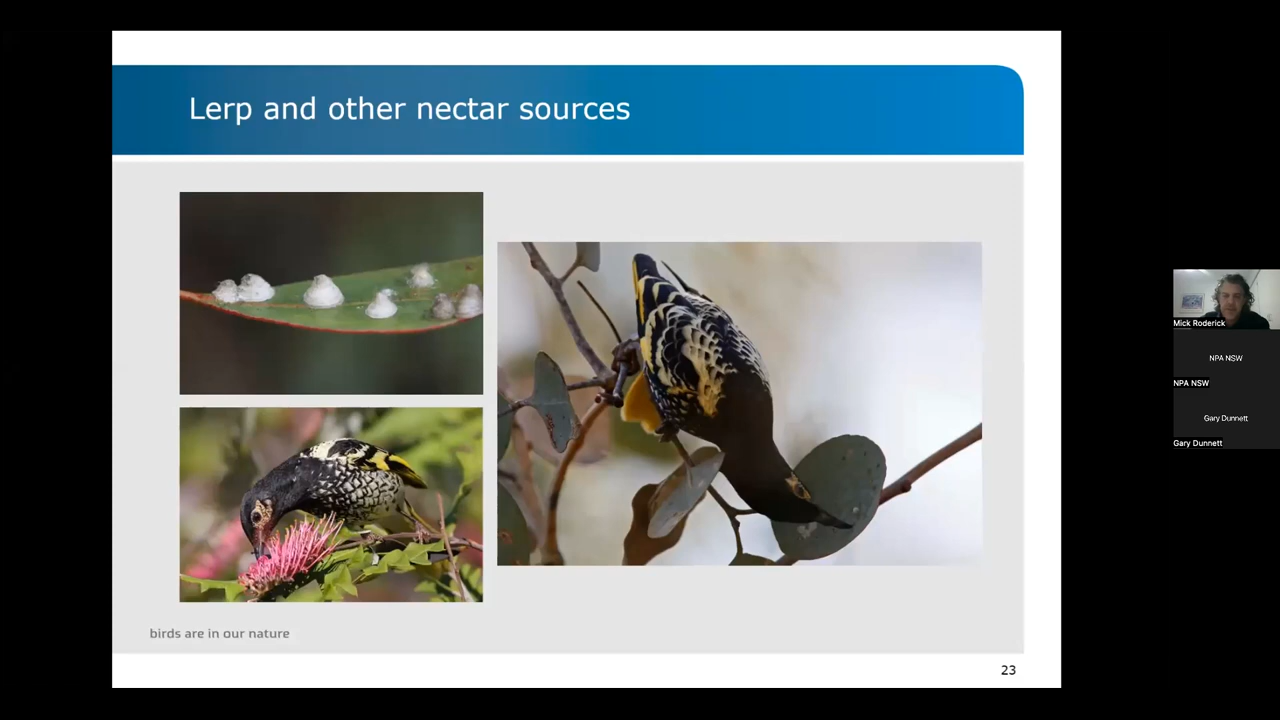 Lerp and other nectar sources
birds are in our nature
23
Mick Roderick
NPA NSW
NPA NSW
Gary Dunnett
Gary Dunnett